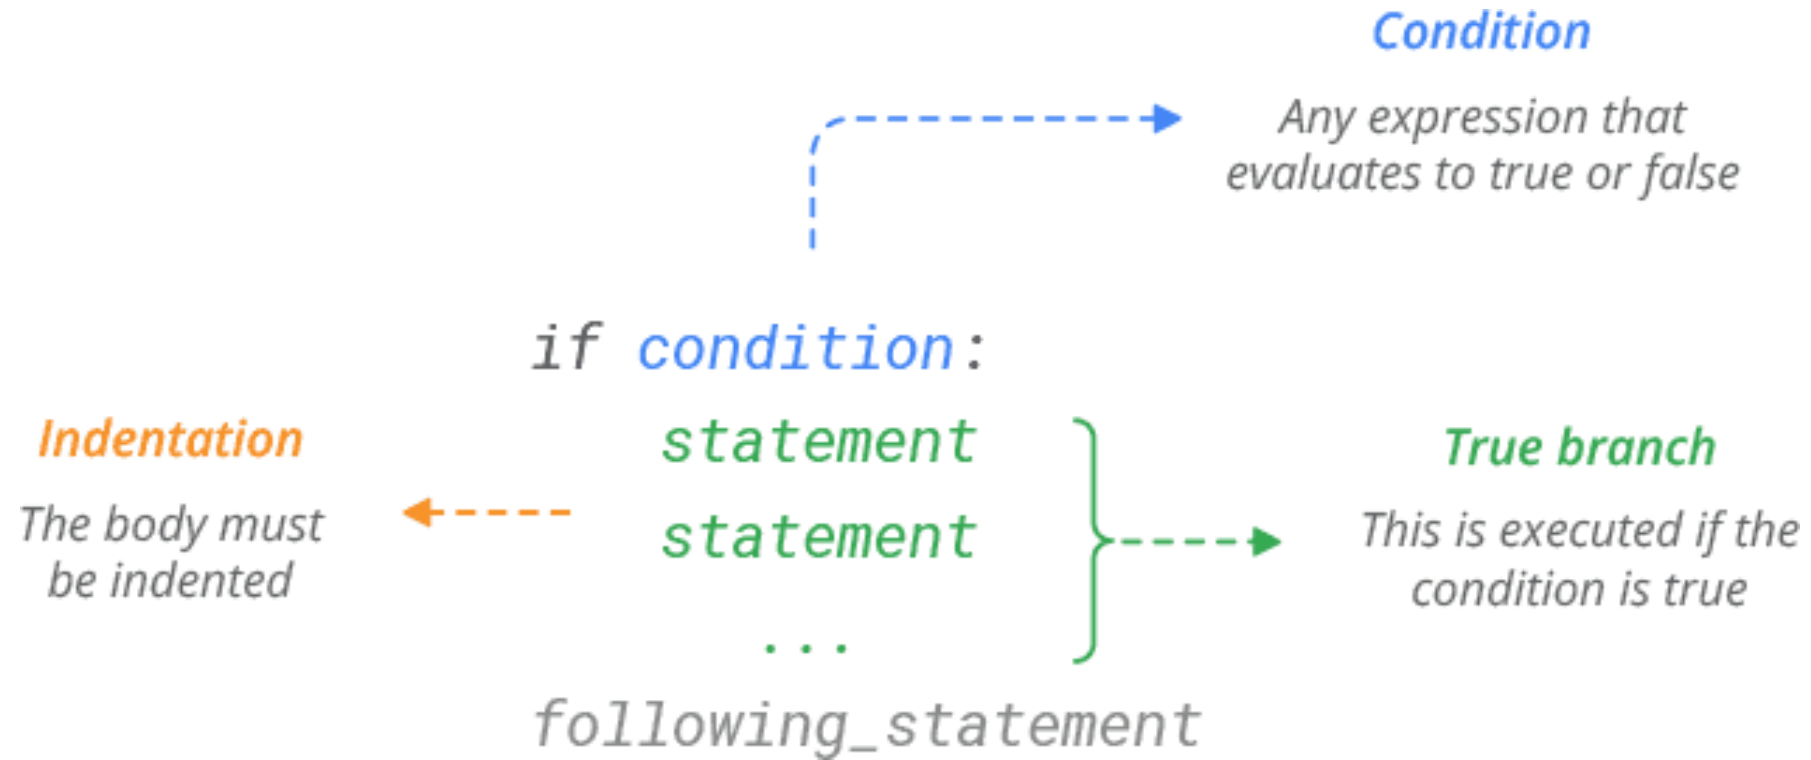 Condition
Any expression that
evaluates to true or false
if condition:
Indentation
The body must
be indented
statement
statement
...
True branch
This is executed if the
condition is true
following_statement